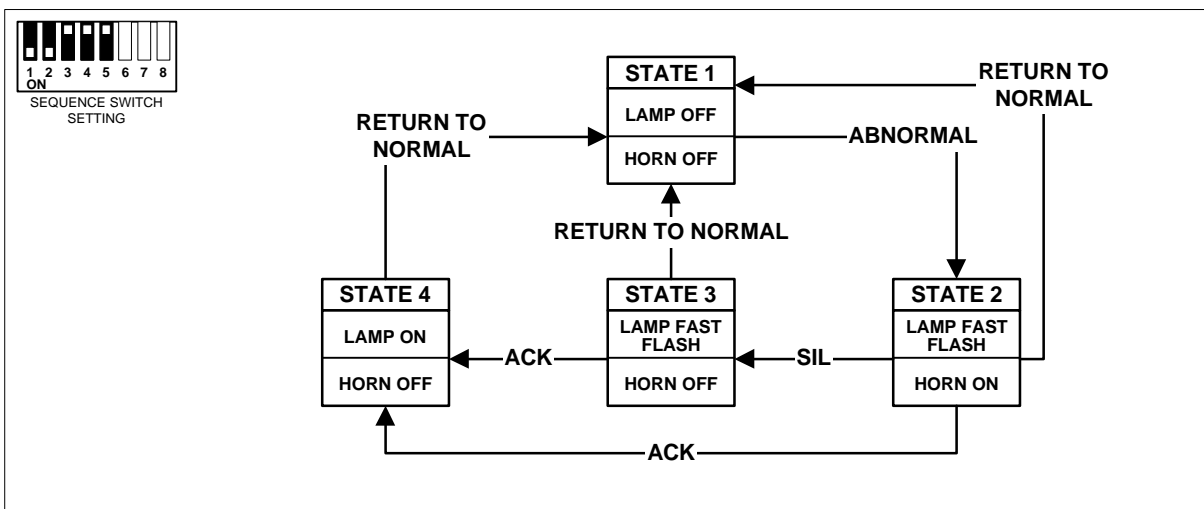 1 2 3 4 5 6 7 8
ON
SEQUENCE SWITCH
SETTING
STATE 1
LAMP OFF
HORN OFF
RETURN TO
NORMAL
ABNORMAL
RETURN TO
NORMAL
RETURN TO NORMAL
STATE 4
LAMP ON
HORN OFF
ACK
STATE 3
LAMP FAST
FLASH
HORN OFF
SIL
STATE 2
LAMP FAST
FLASH
HORN ON
ACK